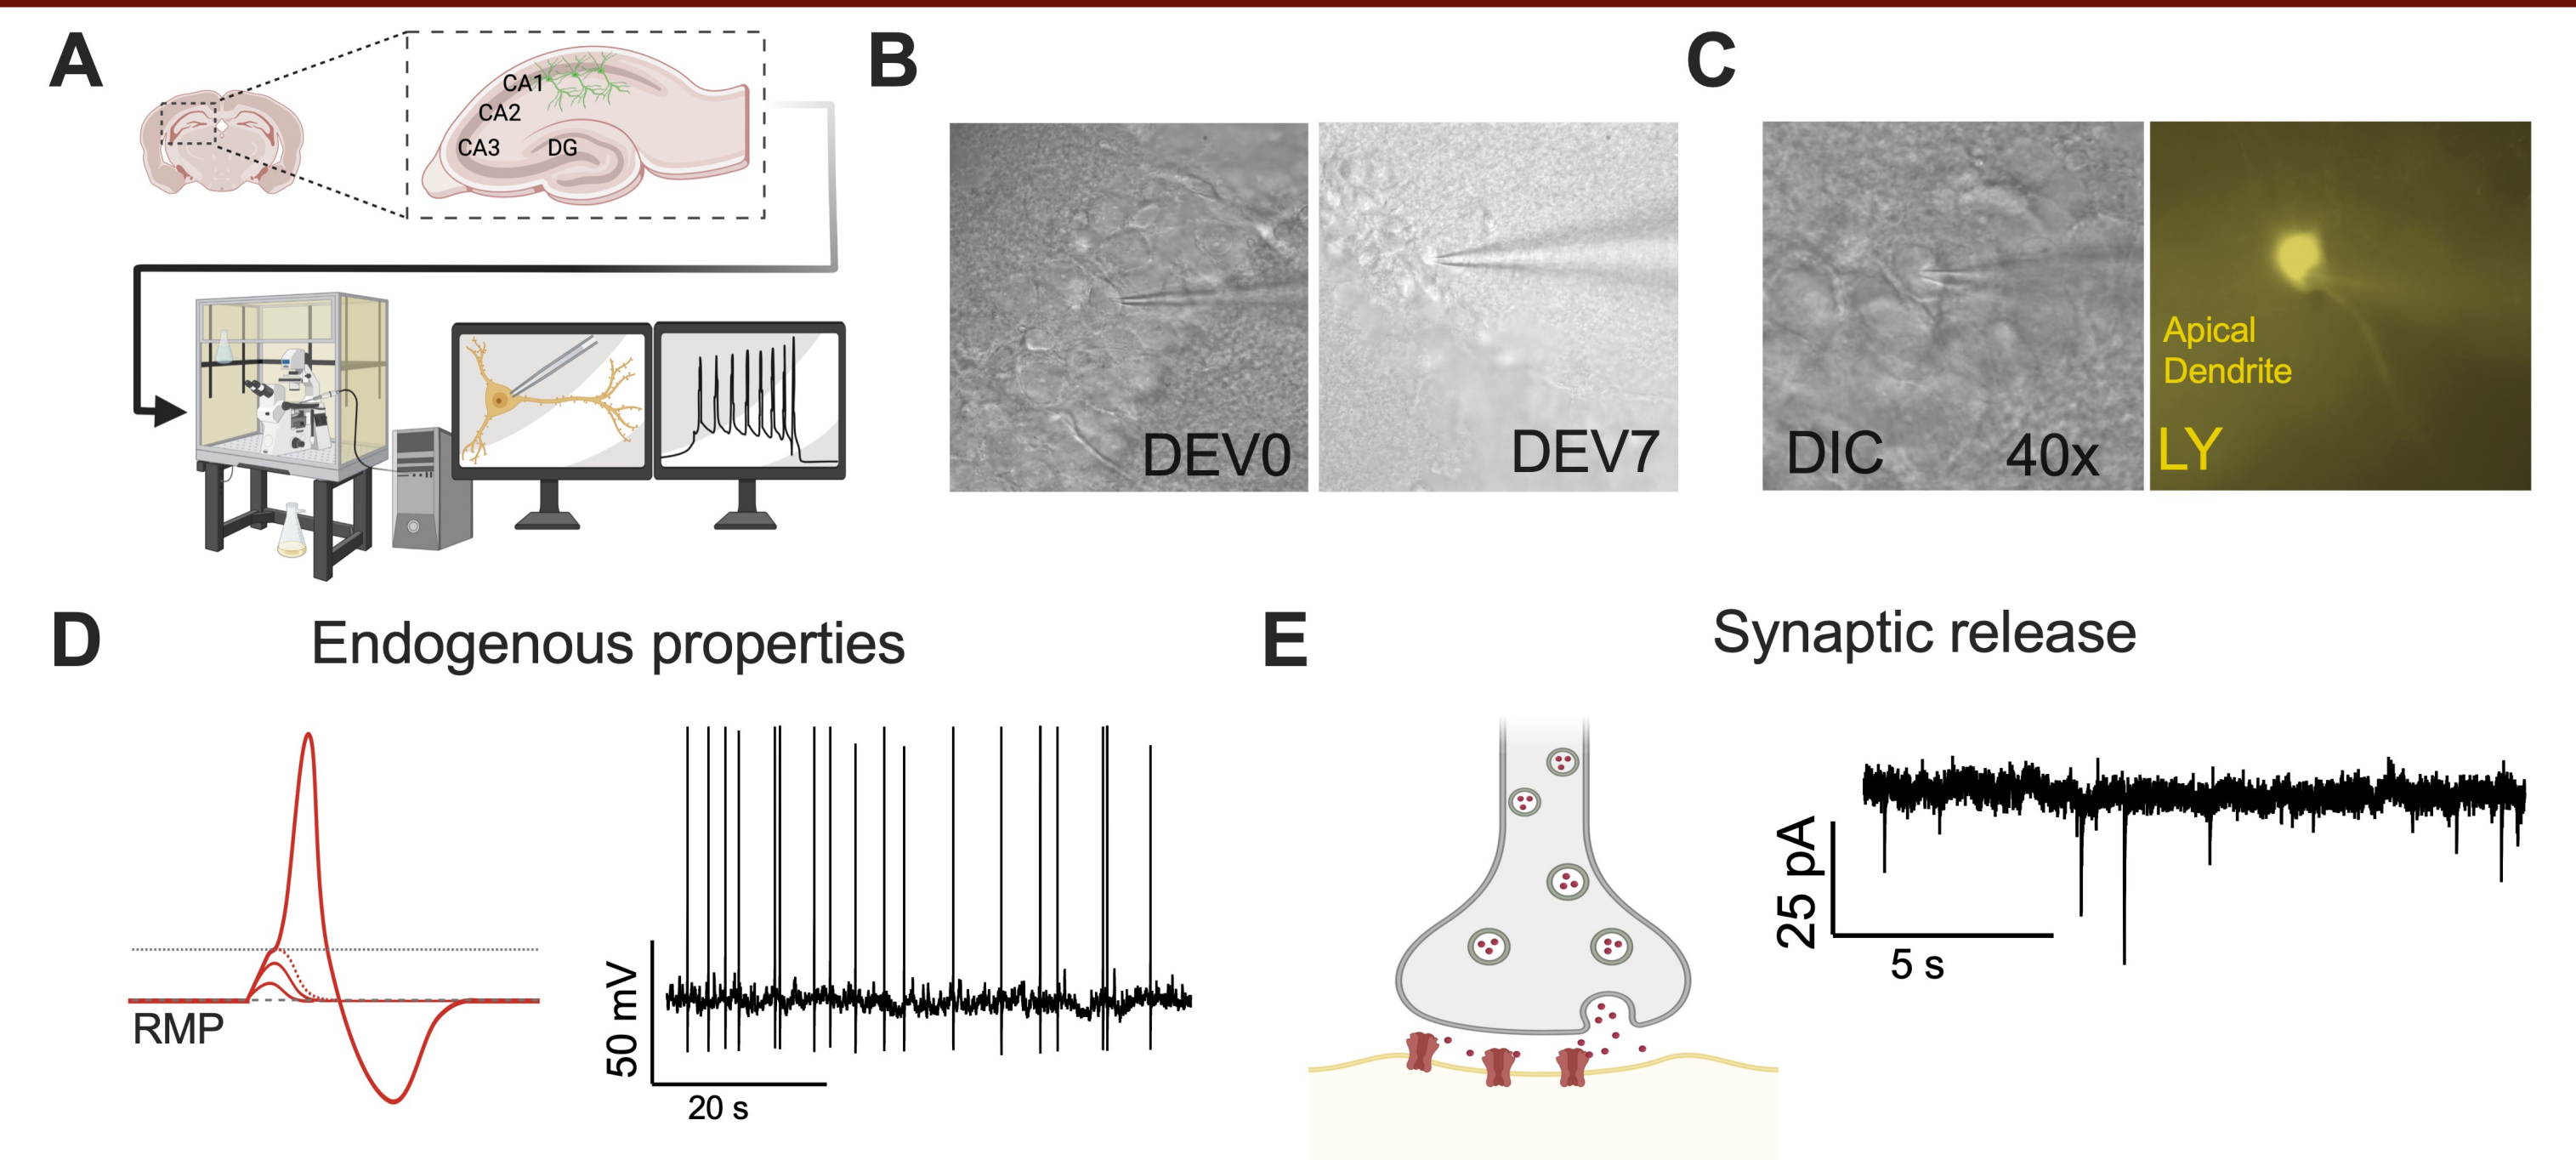 A
CA1
CA2
CA3
DG
B
DEV0
DEV7
C
DIC
40x
Apical
Dendrite
LY
D
Endogenous properties
RMP
50 mV
20 s
E
Synaptic release
25 pA
5 s